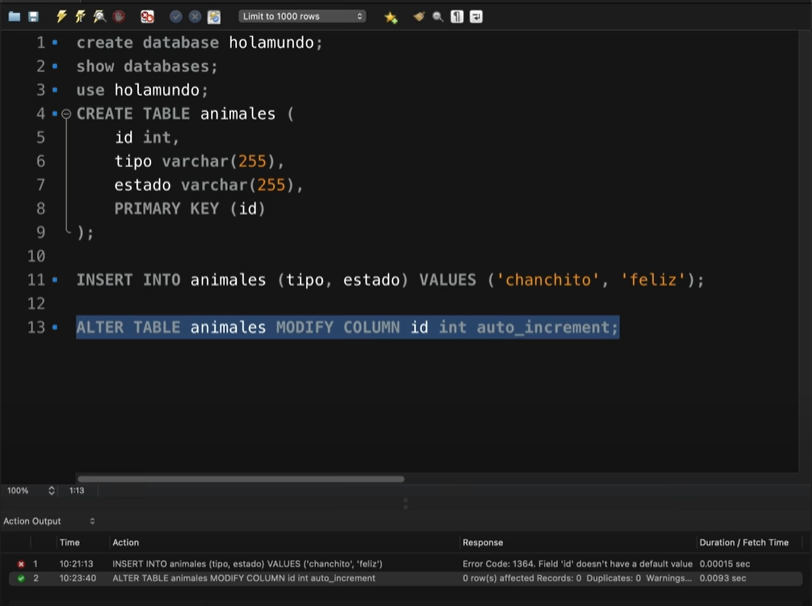 Limit to 1000 rows
1 create database holamundo;
2 show databases;
3 use holamundo;
4 CREATE TABLE animales (
5 id int,
6 tipo varchar(255),
7 estado varchar(255),
8 PRIMARY KEY (id)
9 );
10
11 INSERT INTO animales (tipo, estado) VALUES ('chanchito', 'feliz');
12
13 ALTER TABLE animales MODIFY COLUMN id int auto_increment;
100% 1:13
Action Output
Time Action Response Duration / Fetch Time
1 10:21:13 INSERT INTO animales (tipo, estado) VALUES ('chanchito', 'feliz') Error Code: 1364. Field 'id' doesn't have a default value 0.00015 sec
2 10:23:40 ALTER TABLE animales MODIFY COLUMN id int auto_increment 0 row(s) affected Records: 0 Duplicates: 0 Warnings... 0.0093 sec